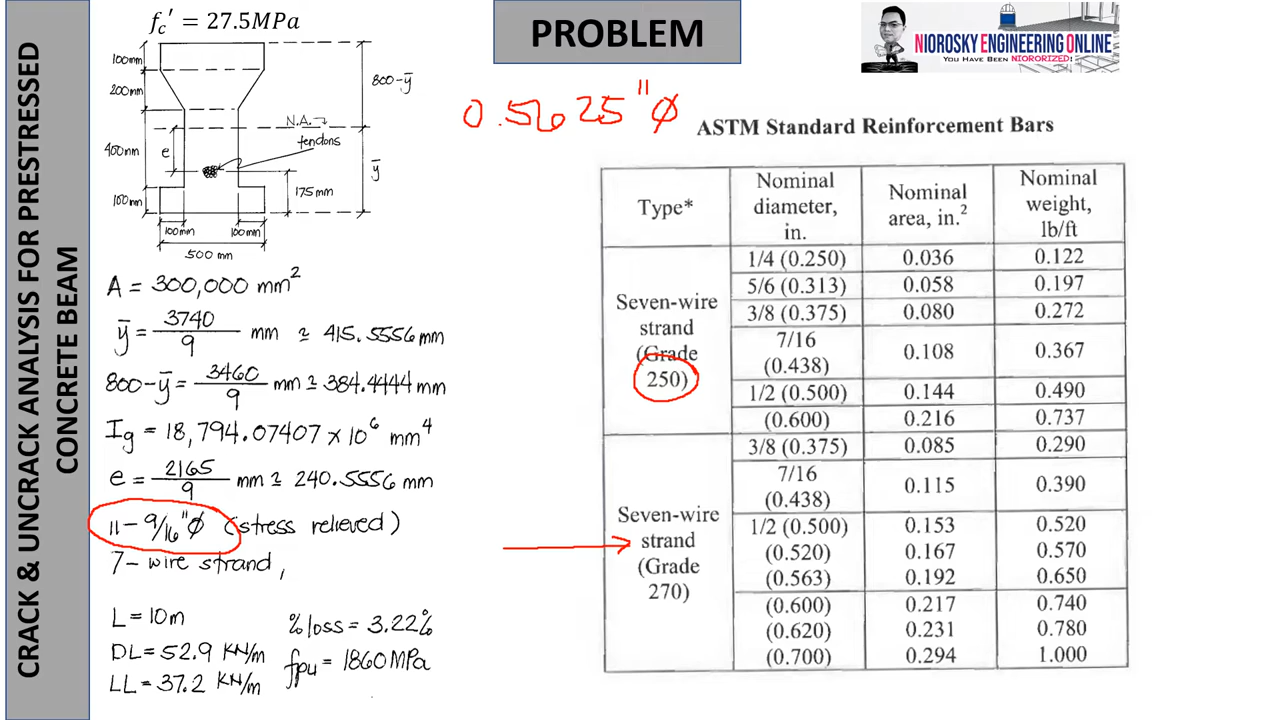 CRACK & UNCRACK ANALYSIS FOR PRESTRESSED
CONCRETE BEAM
fc' = 27.5MPa
100mm
200mm
400mm
100mm
e
N.A.
tendons
800-ȳ
ȳ
175 mm
100mm
100mm
500 mm
A = 300,000 mm²
ȳ = 3740/9 mm ≃ 415.5556 mm
800-ȳ = 3460/9 mm ≃ 384.4444 mm
Ig = 18,794.07407 x 10⁶ mm⁴
e = 2165/9 mm ≃ 240.5556 mm
11 - 9/16"ø (stress relieved)
7 - wire strand,
L = 10m
DL = 52.9 KN/m
LL = 37.2 KN/m
% loss = 3.22%
fpu = 1860 MPa
PROBLEM
NIOROSKY ENGINEERING ONLINE
YOU HAVE BEEN NIORORIZED!
0.5625"ø
ASTM Standard Reinforcement Bars
Type* Nominal diameter, in. Nominal area, in.² Nominal weight, lb/ft
Seven-wire strand (Grade 250)
1/4 (0.250) 0.036 0.122
5/6 (0.313) 0.058 0.197
3/8 (0.375) 0.080 0.272
7/16 (0.438) 0.108 0.367
1/2 (0.500) 0.144 0.490
(0.600) 0.216 0.737
Seven-wire strand (Grade 270)
3/8 (0.375) 0.085 0.290
7/16 (0.438) 0.115 0.390
1/2 (0.500) 0.153 0.520
(0.520) 0.167 0.570
(0.563) 0.192 0.650
(0.600) 0.217 0.740
(0.620) 0.231 0.780
(0.700) 0.294 1.000